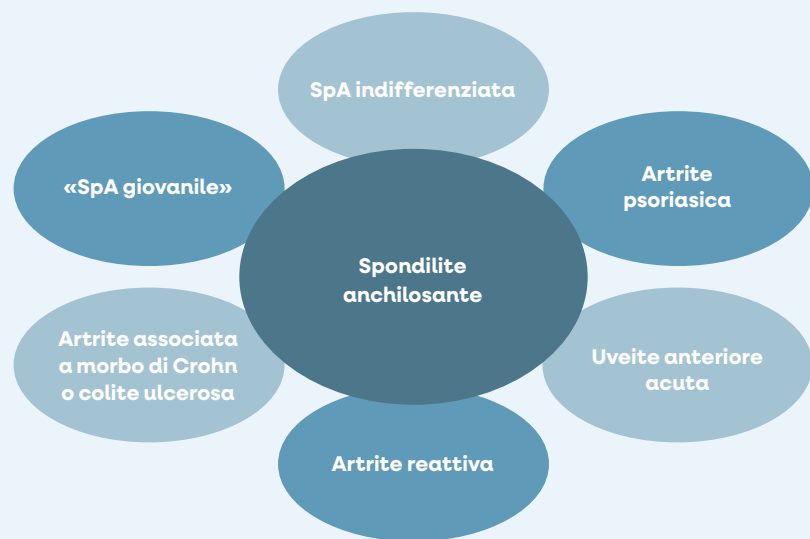 SpA indifferenziata
«SpA giovanile»
Artrite
psoriasica
Spondilite
anchilosante
Artrite associata
a morbo di Crohn
o colite ulcerosa
Uveite anteriore
acuta
Artrite reattiva